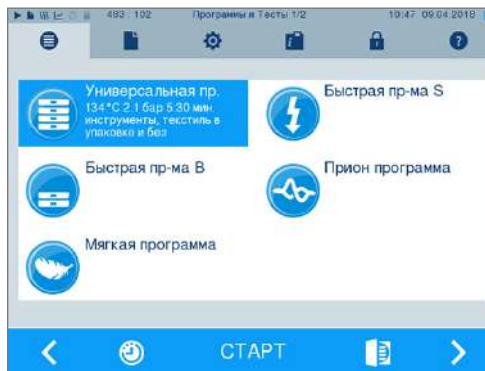 493 . 102 Программы и Тесты 1/2 10:47 09.04.2018
Универсальная пр.
134°C 2.1 бар 5:30 мин.
инструменты, текстиль в
упаковке и без
Быстрая пр-ма S
Быстрая пр-ма B
Прион программа
Мягкая программа
СТАРТ